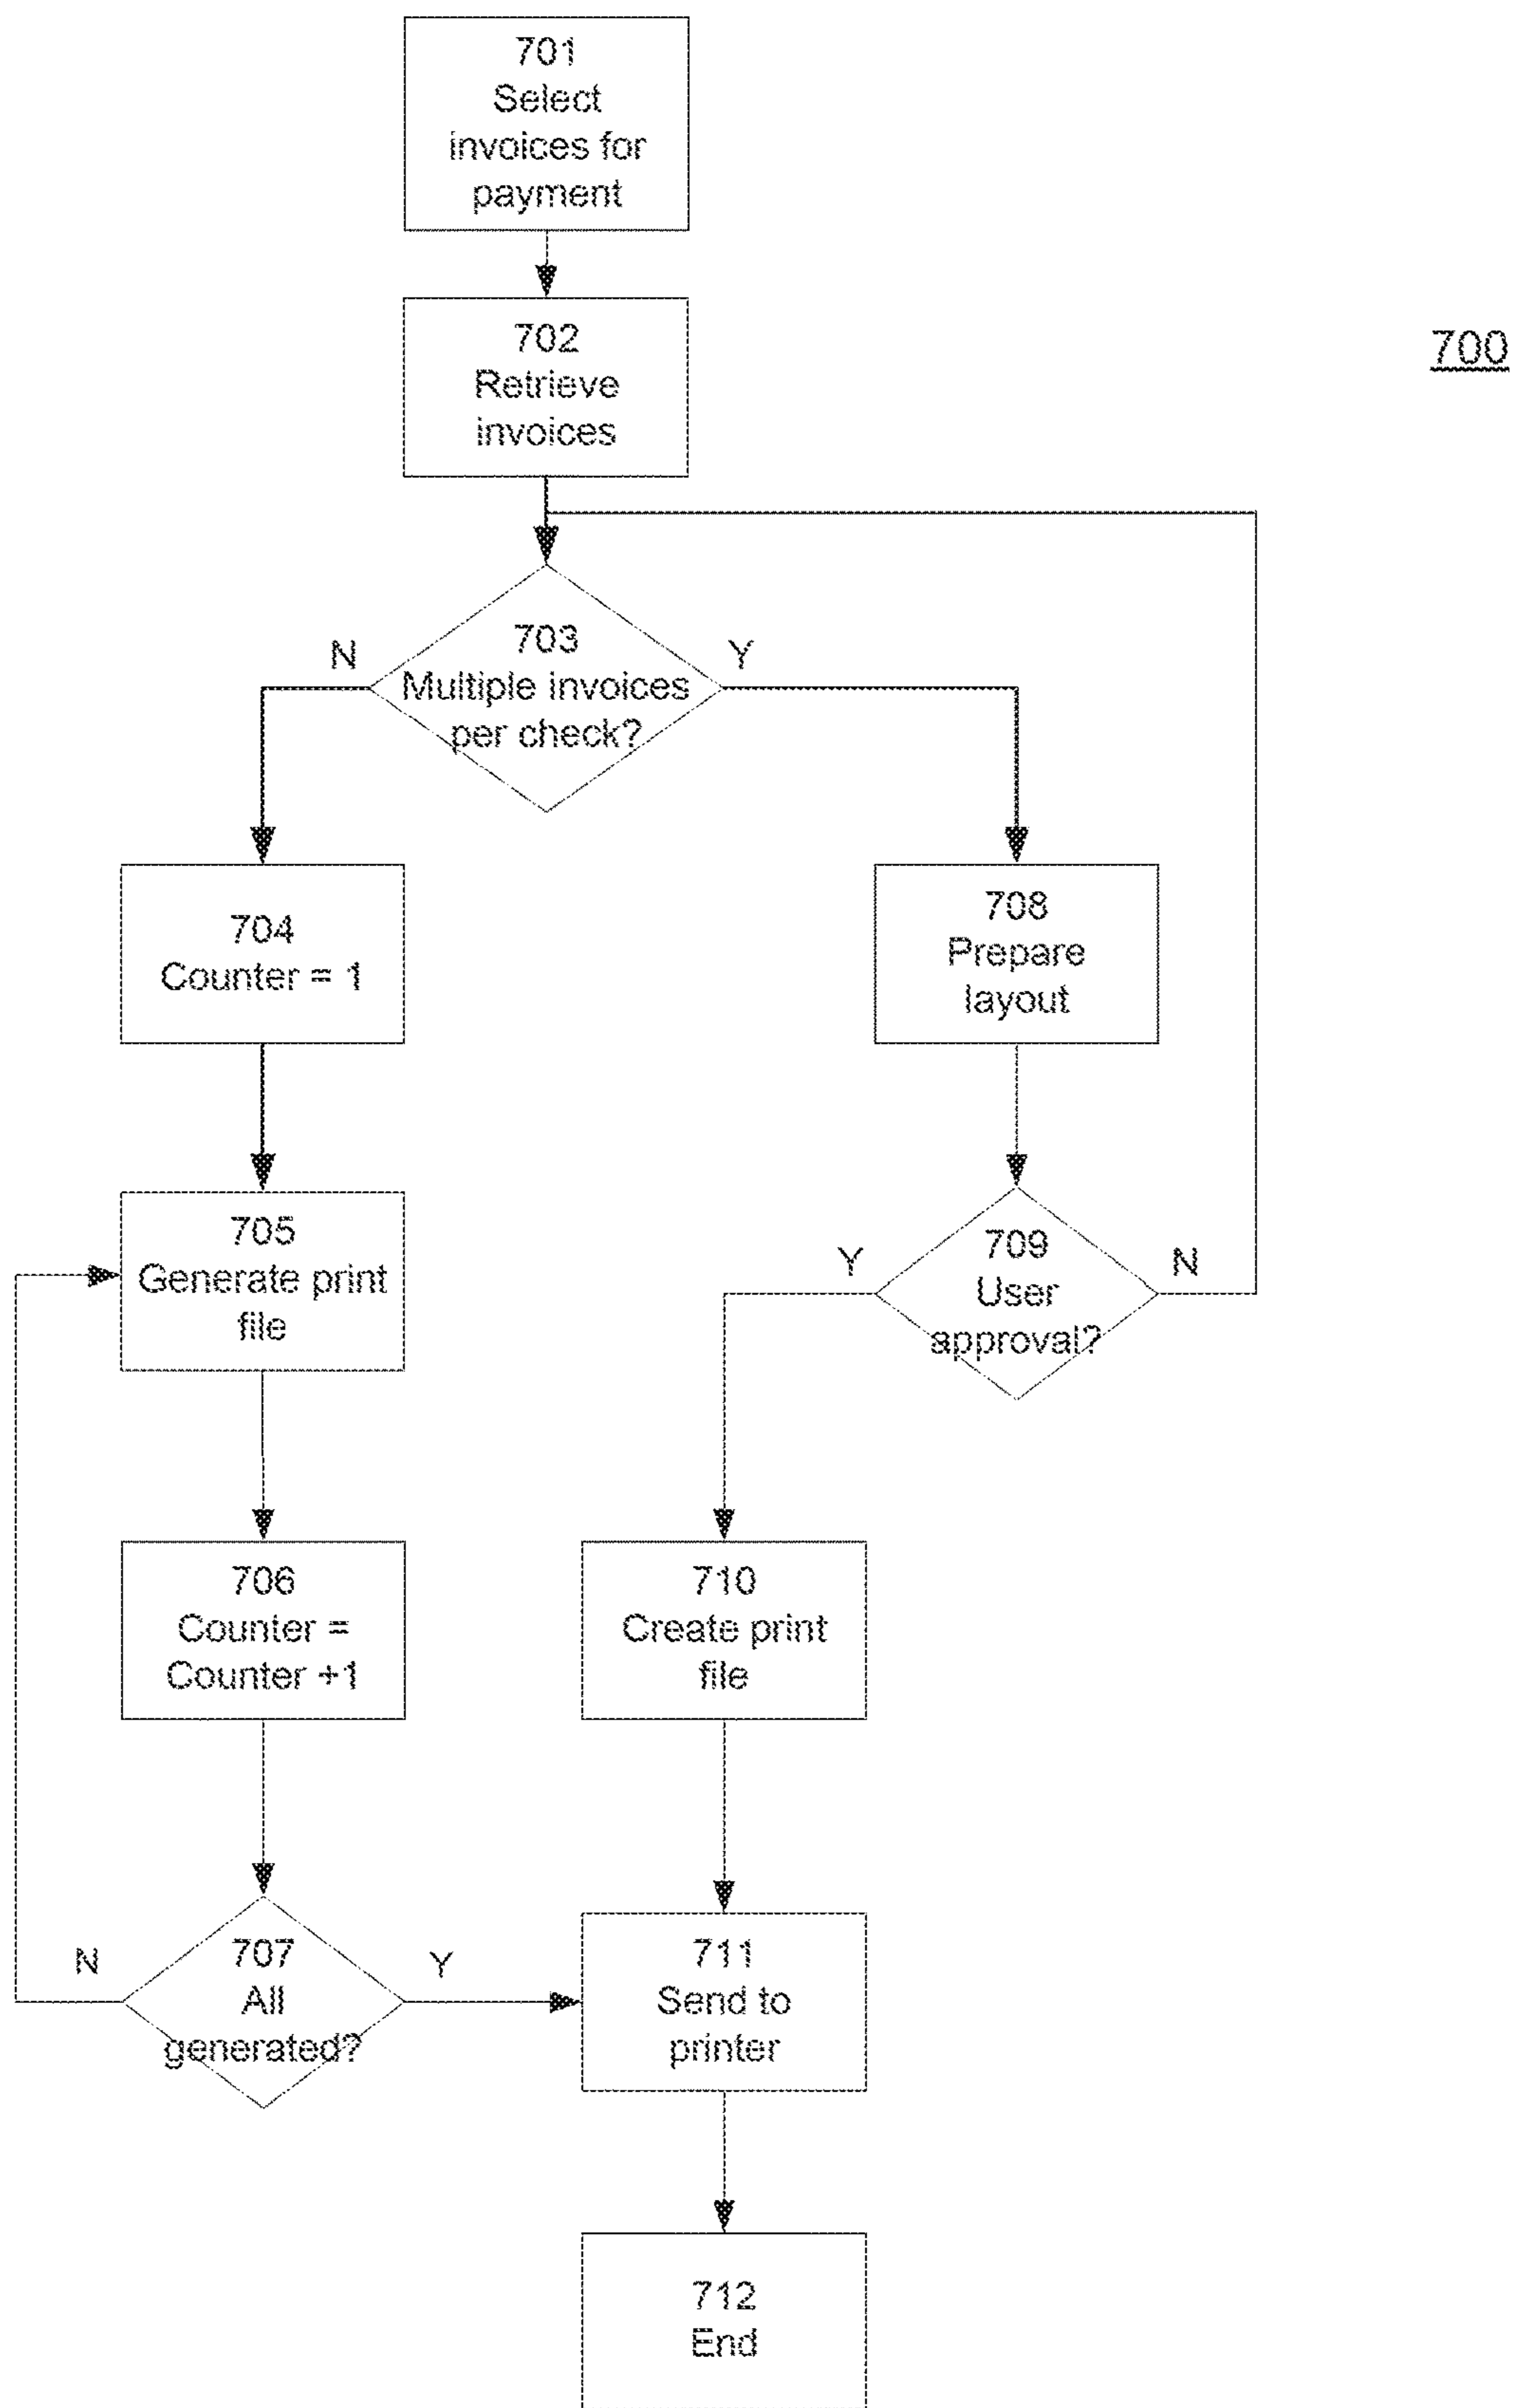 701
Select
invoices for
payment
702
Retrieve
invoices
700
N
703
Y
Multiple invoices
per check?
704
Counter = 1
708
Prepare
layout
705
Generate print
file
Y
709
N
User
approval?
706
Counter =
Counter +1
710
Create print
file
N
707
Y
All
generated?
711
Send to
printer
712
End